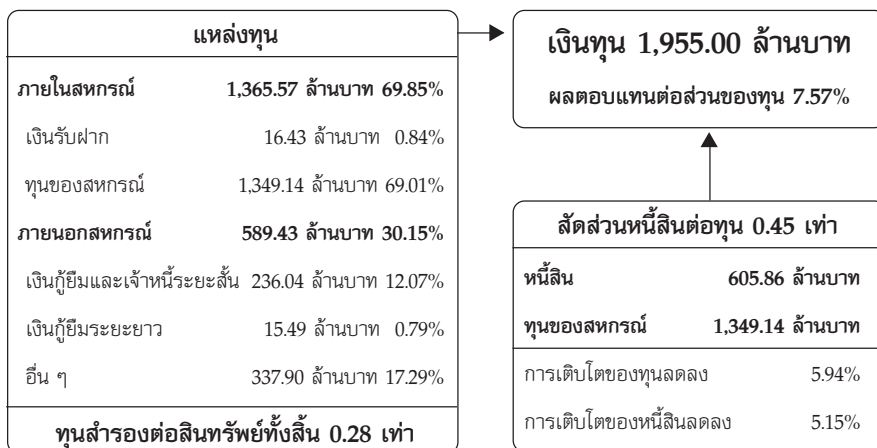 แหล่งทุน
ภายในสหกรณ์ 1,365.57 ล้านบาท 69.85%
เงินรับฝาก 16.43 ล้านบาท 0.84%
ทุนของสหกรณ์ 1,349.14 ล้านบาท 69.01%
ภายนอกสหกรณ์ 589.43 ล้านบาท 30.15%
เงินกู้ยืมและเจ้าหนี้ระยะสั้น 236.04 ล้านบาท 12.07%
เงินกู้ยืมระยะยาว 15.49 ล้านบาท 0.79%
อื่น ๆ 337.90 ล้านบาท 17.29%
ทุนสำรองต่อสินทรัพย์ทั้งสิ้น 0.28 เท่า
เงินทุน 1,955.00 ล้านบาท
ผลตอบแทนต่อส่วนของทุน 7.57%
สัดส่วนหนี้สินต่อทุน 0.45 เท่า
หนี้สิน 605.86 ล้านบาท
ทุนของสหกรณ์ 1,349.14 ล้านบาท
การเติบโตของทุนลดลง 5.94%
การเติบโตของหนี้สินลดลง 5.15%